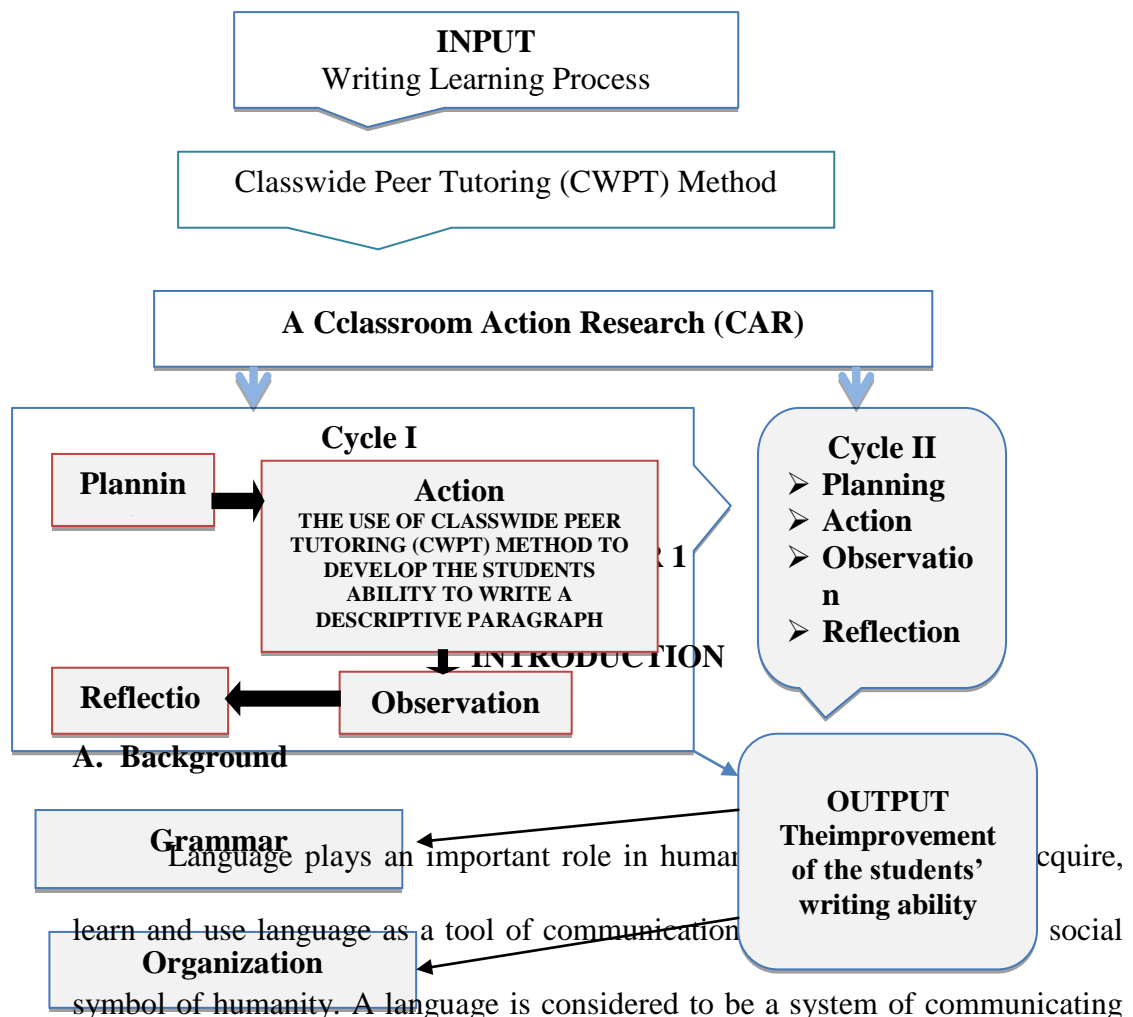 INPUT
Writing Learning Process
Classwide Peer Tutoring (CWPT) Method
A Cclassroom Action Research (CAR)
Cycle I
Plannin
Action
THE USE OF CLASSWIDE PEER
TUTORING (CWPT) METHOD TO
DEVELOP THE STUDENTS
ABILITY TO WRITE A
DESCRIPTIVE PARAGRAPH
R 1
INTRODUCTION
Reflectio
Observation
Cycle II
➢ Planning
➢ Action
➢ Observatio
n
➢ Reflection
A. Background
OUTPUT
Theimprovement
of the students’
writing ability
Grammar
Language plays an important role in human
learn and use language as a tool of communication social
Organization
symbol of humanity. A language is considered to be a system of communicating